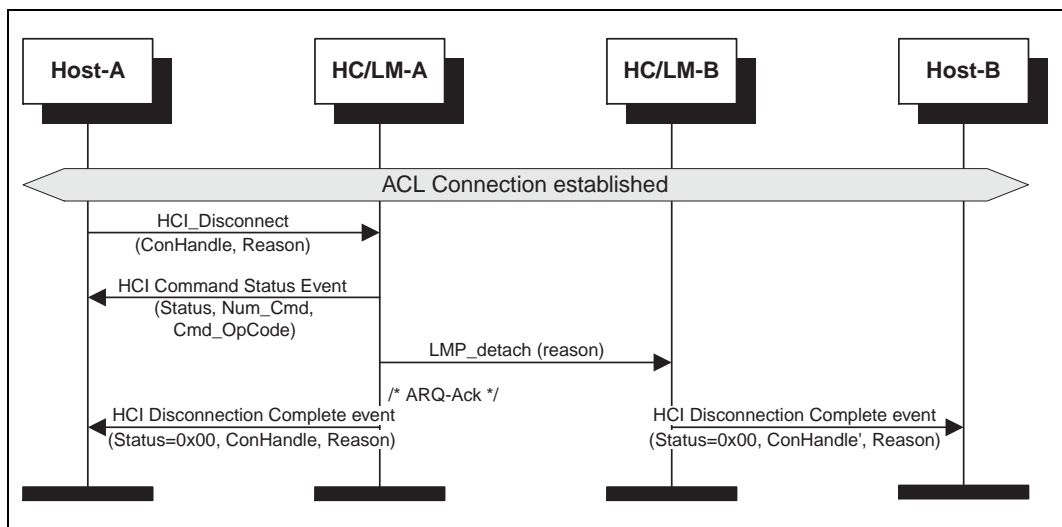 Host-A
HC/LM-A
HC/LM-B
Host-B
ACL Connection established
HCI_Disconnect
(ConHandle, Reason)
HCI Command Status Event
(Status, Num_Cmd,
Cmd_OpCode)
LMP_detach (reason)
/* ARQ-Ack */
HCI Disconnection Complete event
(Status=0x00, ConHandle, Reason)
HCI Disconnection Complete event
(Status=0x00, ConHandle', Reason)